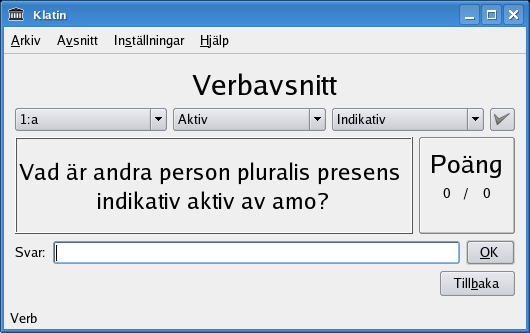 Klatin
Arkiv Avsnitt Inställningar Hjälp
Verbavsnitt
1:a Aktiv Indikativ
Vad är andra person pluralis presens
indikativ aktiv av amo?
Poäng
0 / 0
Svar: OK
Tillbaka
Verb